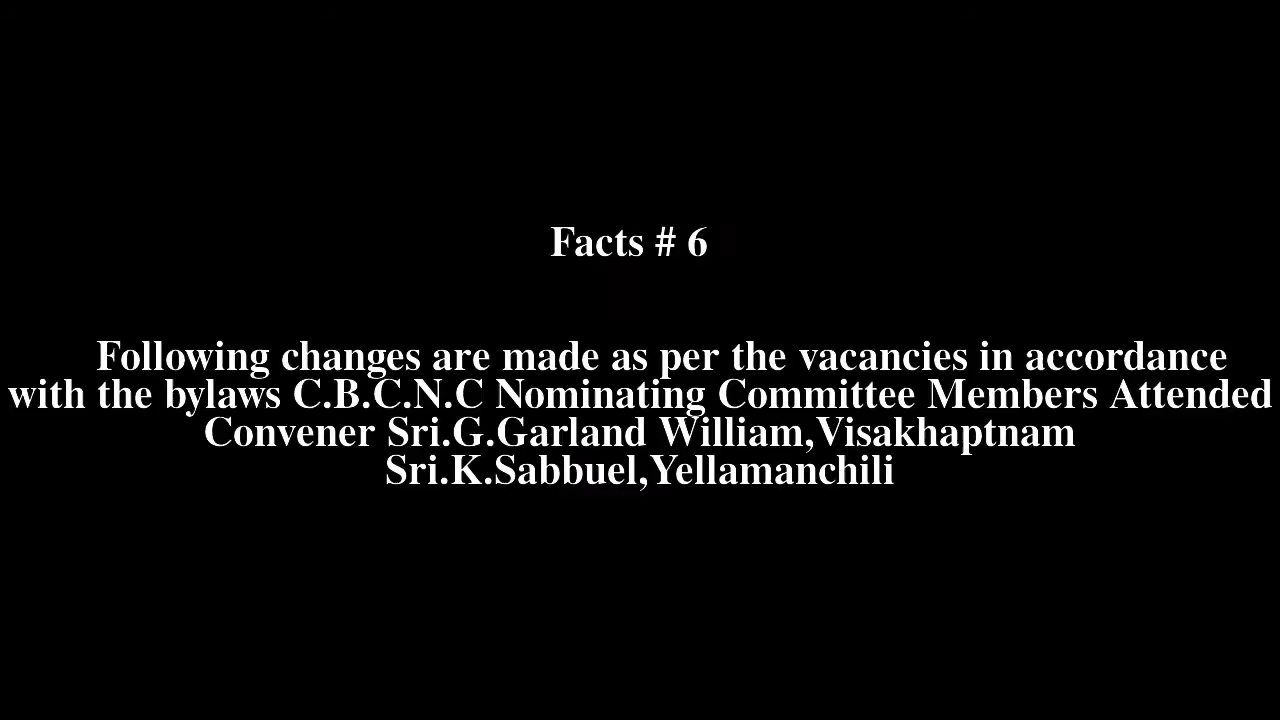 Facts # 6
Following changes are made as per the vacancies in accordance
with the bylaws C.B.C.N.C Nominating Committee Members Attended
Convener Sri.G.Garland William,Visakhaptnam
Sri.K.Sabbuel,Yellamanchili